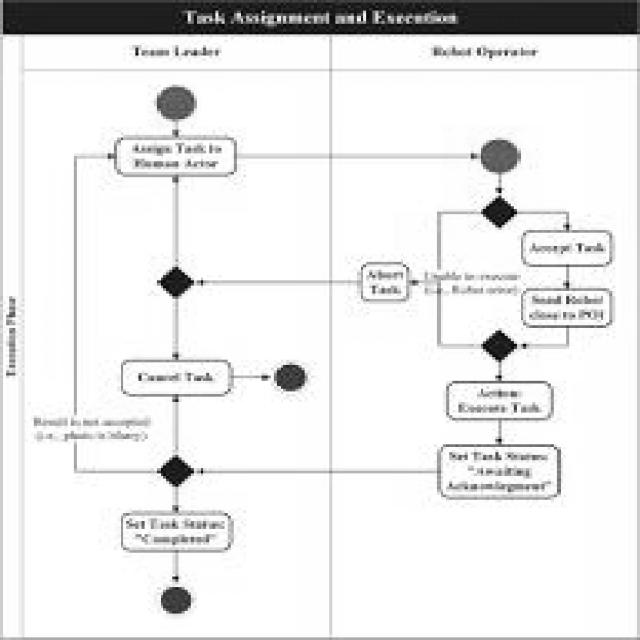 Task Assignment and Execution
Team Leader
Robot Operator
Assign Task to
Human Actor
Accept Task
Abort
Task
Unable to execute
(i.e., Robot error)
Send Robot
close to POI
Execution Phase
Cancel Task
Action:
Execute Task
Result is not accepted
(i.e., photo is blurry)
Set Task Status:
"Awaiting
Acknowlegment"
Set Task Status:
"Completed"